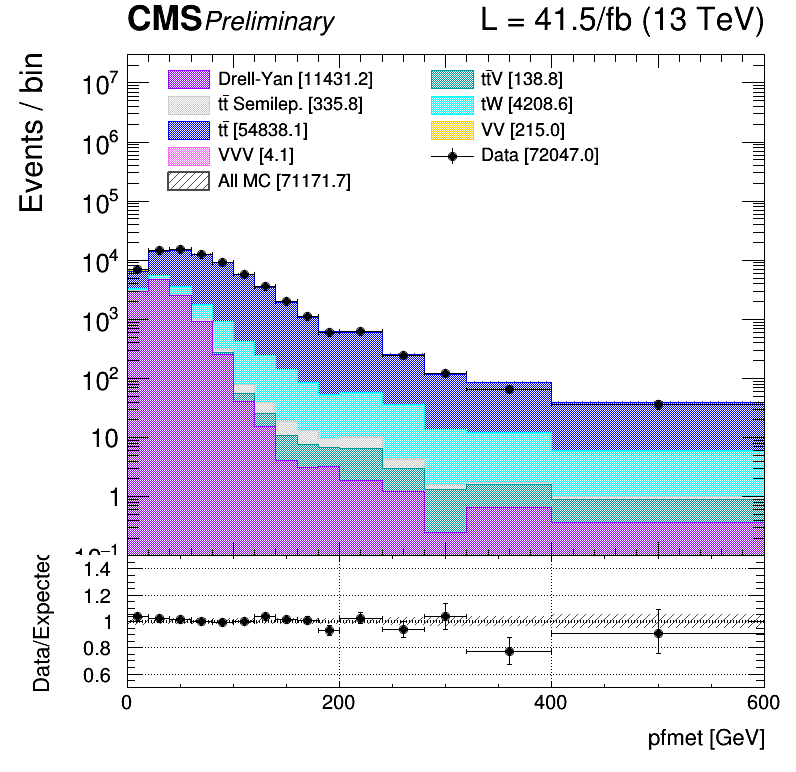 CMS Preliminary L = 41.5/fb (13 TeV)
Events / bin
Drell-Yan [11431.2]
tt̄ Semilep. [335.8]
tt̄ [54838.1]
VVV [4.1]
All MC [71171.7]
tt̄V [138.8]
tW [4208.6]
VV [215.0]
Data [72047.0]
10⁷
10⁶
10⁵
10⁴
10³
10²
10
1
10⁻¹
Data/Expected
1.4
1.2
1
0.8
0.6
0 200 400 600
pfmet [GeV]